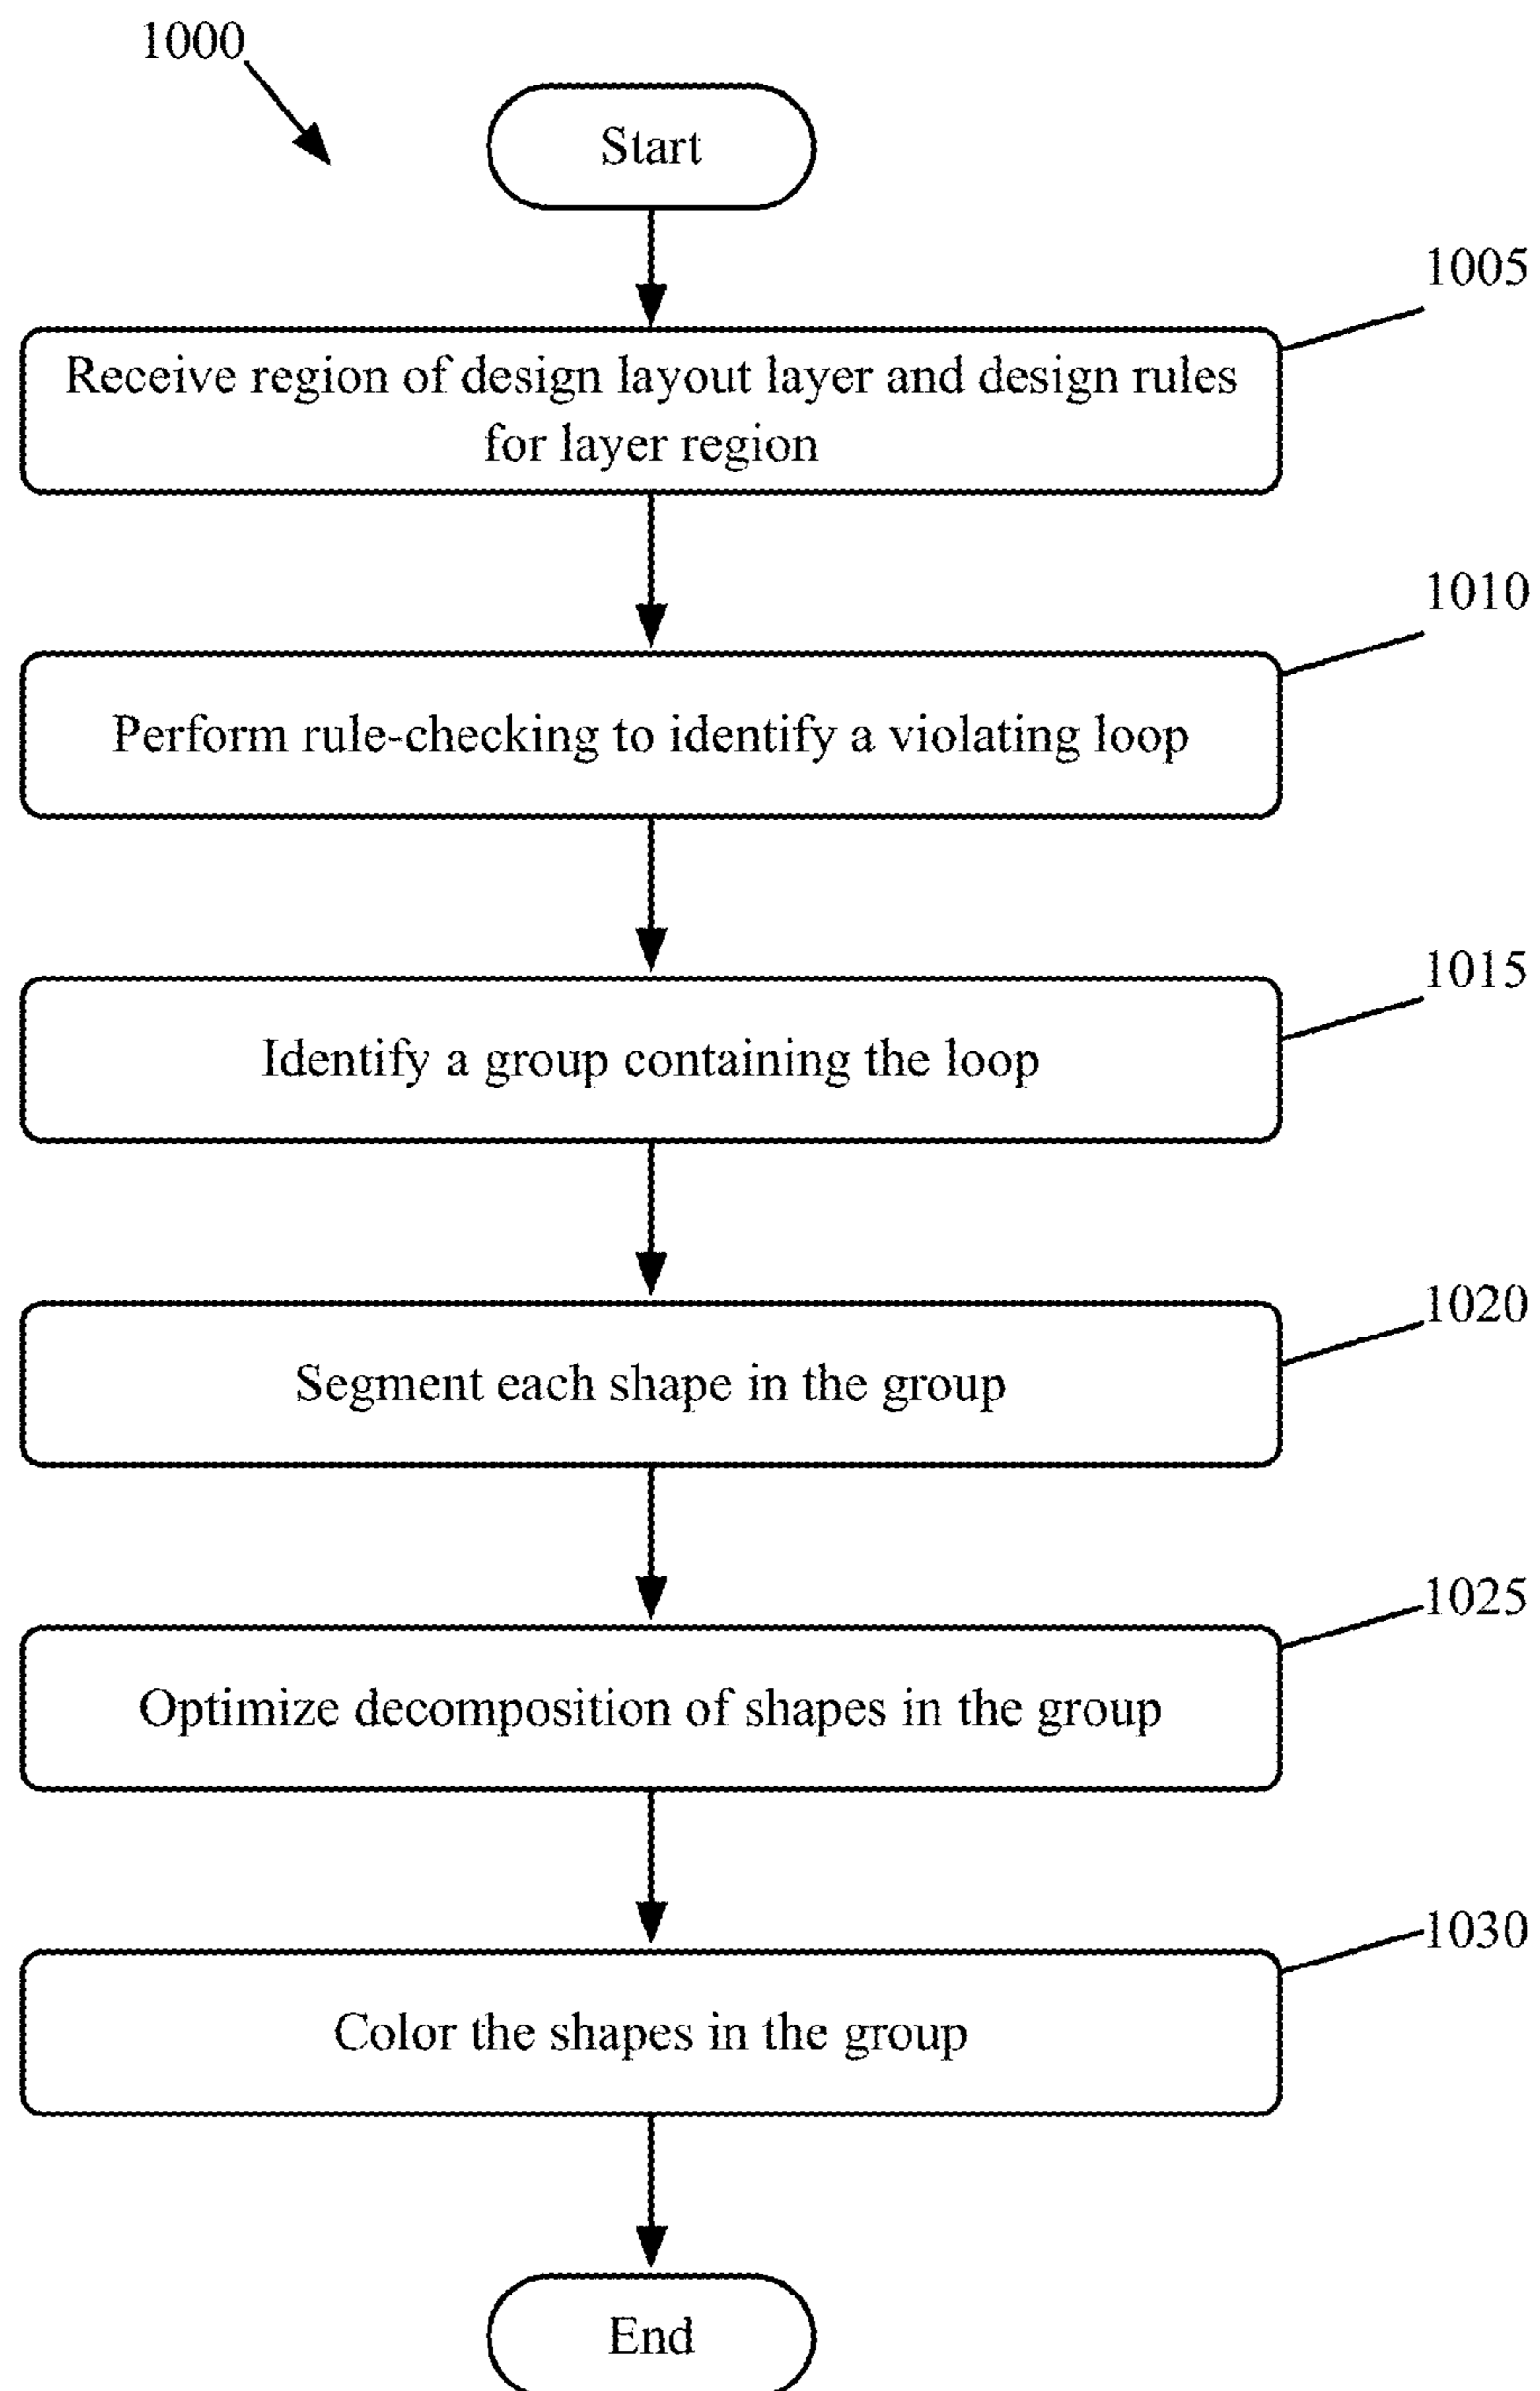 1000
Start
1005
Receive region of design layout layer and design rules
for layer region
1010
Perform rule-checking to identify a violating loop
1015
Identify a group containing the loop
1020
Segment each shape in the group
1025
Optimize decomposition of shapes in the group
1030
Color the shapes in the group
End